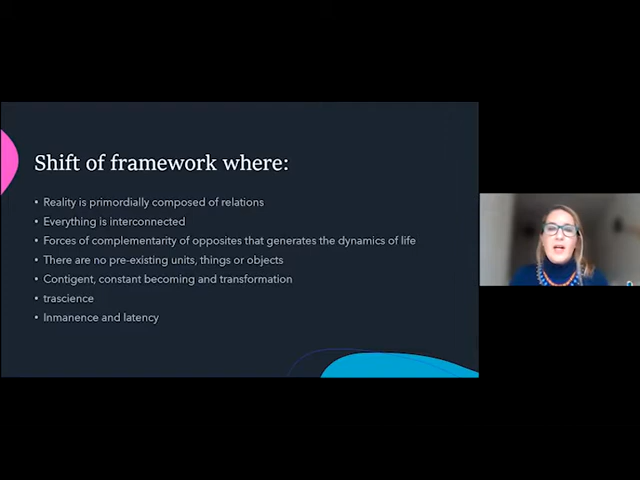 Shift of framework where:
• Reality is primordially composed of relations
• Everything is interconnected
• Forces of complementarity of opposites that generates the dynamics of life
• There are no pre-existing units, things or objects
• Contigent, constant becoming and transformation
• trascience
• Inmanence and latency